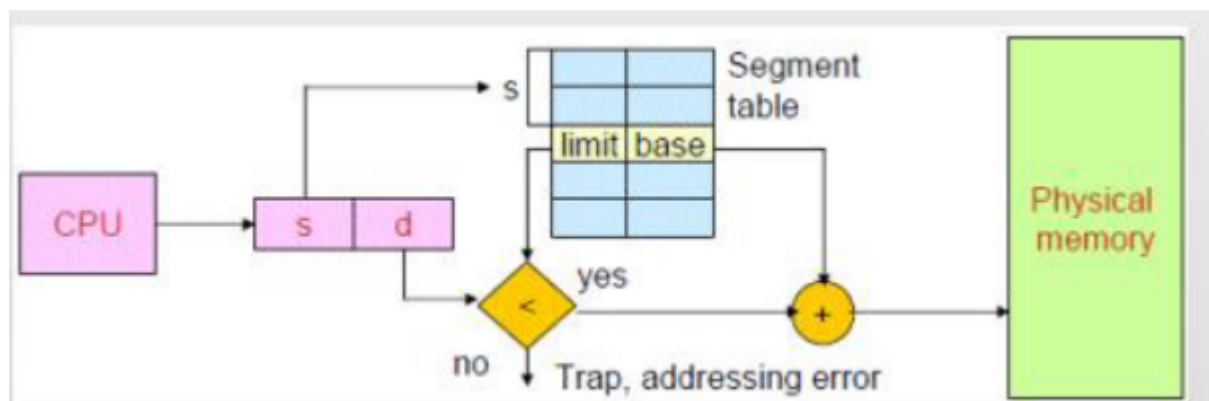 Segment
table
s
limit base
CPU
s d
Physical
memory
yes
<
+
no
Trap, addressing error